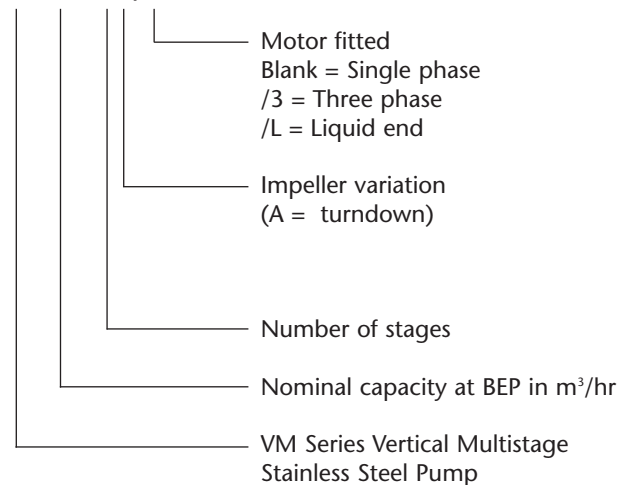 Motor fitted
Blank = Single phase
/3 = Three phase
/L = Liquid end
Impeller variation
(A = turndown)
Number of stages
Nominal capacity at BEP in m³/hr
VM Series Vertical Multistage
Stainless Steel Pump